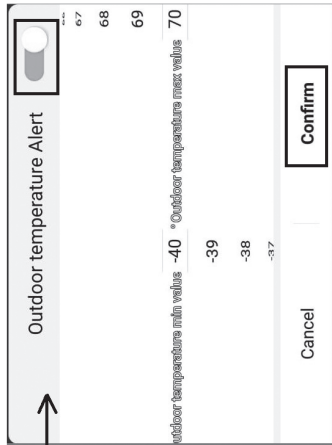 Outdoor temperature Alert
67
68
69
utdoor temperature min value -40 ° Outdoor temperature max value 70
-39
-38
-37
Cancel Confirm